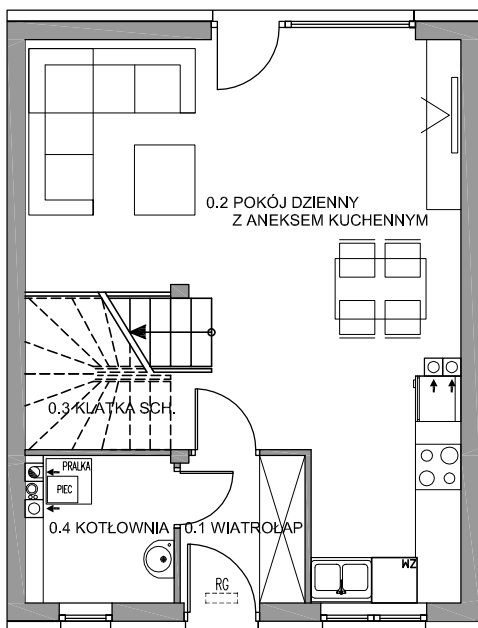 0.2 POKÓJ DZIENNY
Z ANEKSEM KUCHENNYM
0.3 KLATKA SCH.
PRALKA
PIEC
0.4 KOTŁOWNIA
0.1 WIATROŁAP
RG
WZ